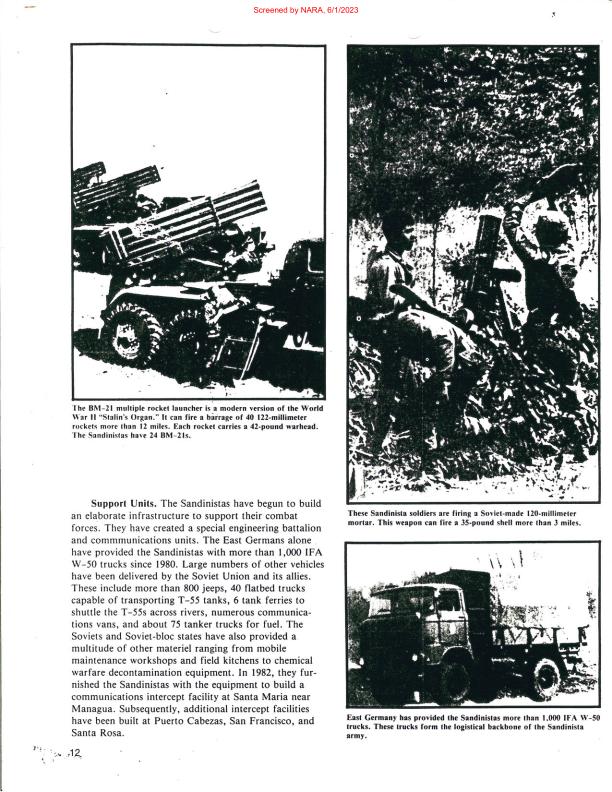 Screened by NARA, 6/1/2023
The BM-21 multiple rocket launcher is a modern version of the World
War II "Stalin's Organ." It can fire a barrage of 40 122-millimeter
rockets more than 12 miles. Each rocket carries a 42-pound warhead.
The Sandinistas have 24 BM-21s.
Support Units. The Sandinistas have begun to build
an elaborate infrastructure to support their combat
forces. They have created a special engineering battalion
and commmunications units. The East Germans alone
have provided the Sandinistas with more than 1,000 IFA
W-50 trucks since 1980. Large numbers of other vehicles
have been delivered by the Soviet Union and its allies.
These include more than 800 jeeps, 40 flatbed trucks
capable of transporting T-55 tanks, 6 tank ferries to
shuttle the T-55s across rivers, numerous communica-
tions vans, and about 75 tanker trucks for fuel. The
Soviets and Soviet-bloc states have also provided a
multitude of other materiel ranging from mobile
maintenance workshops and field kitchens to chemical
warfare decontamination equipment. In 1982, they fur-
nished the Sandinistas with the equipment to build a
communications intercept facility at Santa Maria near
Managua. Subsequently, additional intercept facilities
have been built at Puerto Cabezas, San Francisco, and
Santa Rosa.
These Sandinista soldiers are firing a Soviet-made 120-millimeter
mortar. This weapon can fire a 35-pound shell more than 3 miles.
East Germany has provided the Sandinistas more than 1,000 IFA W-50
trucks. These trucks form the logistical backbone of the Sandinista
army.
12